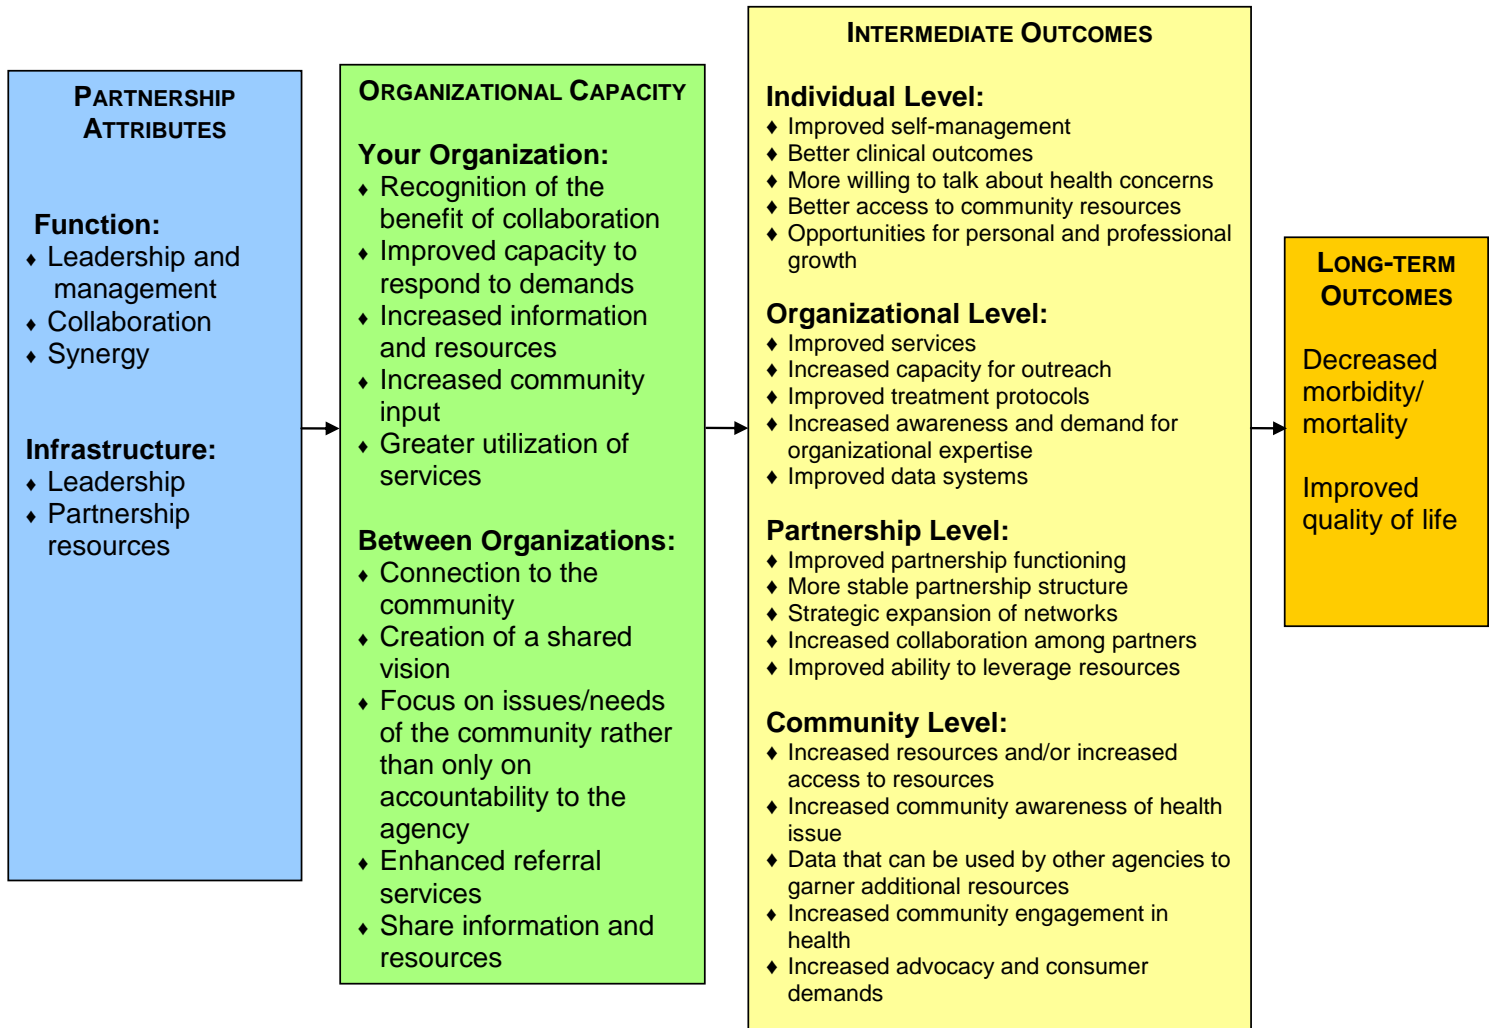 PARTNERSHIP
ATTRIBUTES
Function:
♦ Leadership and
management
♦ Collaboration
♦ Synergy
Infrastructure:
♦ Leadership
♦ Partnership
resources
ORGANIZATIONAL CAPACITY
Your Organization:
♦ Recognition of the
benefit of collaboration
♦ Improved capacity to
respond to demands
♦ Increased information
and resources
♦ Increased community
input
♦ Greater utilization of
services
Between Organizations:
♦ Connection to the
community
♦ Creation of a shared
vision
♦ Focus on issues/needs
of the community rather
than only on
accountability to the
agency
♦ Enhanced referral
services
♦ Share information and
resources
INTERMEDIATE OUTCOMES
Individual Level:
♦ Improved self-management
♦ Better clinical outcomes
♦ More willing to talk about health concerns
♦ Better access to community resources
♦ Opportunities for personal and professional
growth
Organizational Level:
♦ Improved services
♦ Increased capacity for outreach
♦ Improved treatment protocols
♦ Increased awareness and demand for
organizational expertise
♦ Improved data systems
Partnership Level:
♦ Improved partnership functioning
♦ More stable partnership structure
♦ Strategic expansion of networks
♦ Increased collaboration among partners
♦ Improved ability to leverage resources
Community Level:
♦ Increased resources and/or increased
access to resources
♦ Increased community awareness of health
issue
♦ Data that can be used by other agencies to
garner additional resources
♦ Increased community engagement in
health
♦ Increased advocacy and consumer
demands
LONG-TERM
OUTCOMES
Decreased
morbidity/
mortality
Improved
quality of life